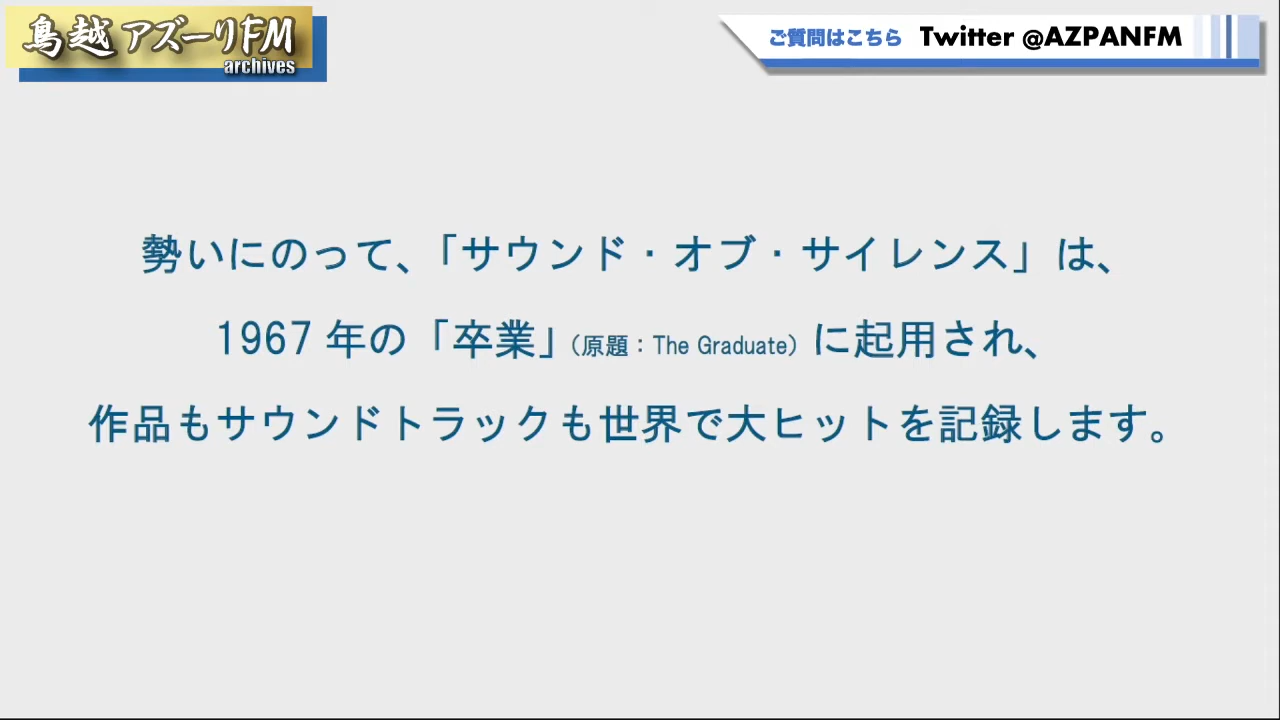 鳥越アズーリFM
archives
ご質問はこちら Twitter @AZPANFM
勢いにのって、「サウンド・オブ・サイレンス」は、
1967年の「卒業」（原題：The Graduate）に起用され、
作品もサウンドトラックも世界で大ヒットを記録します。